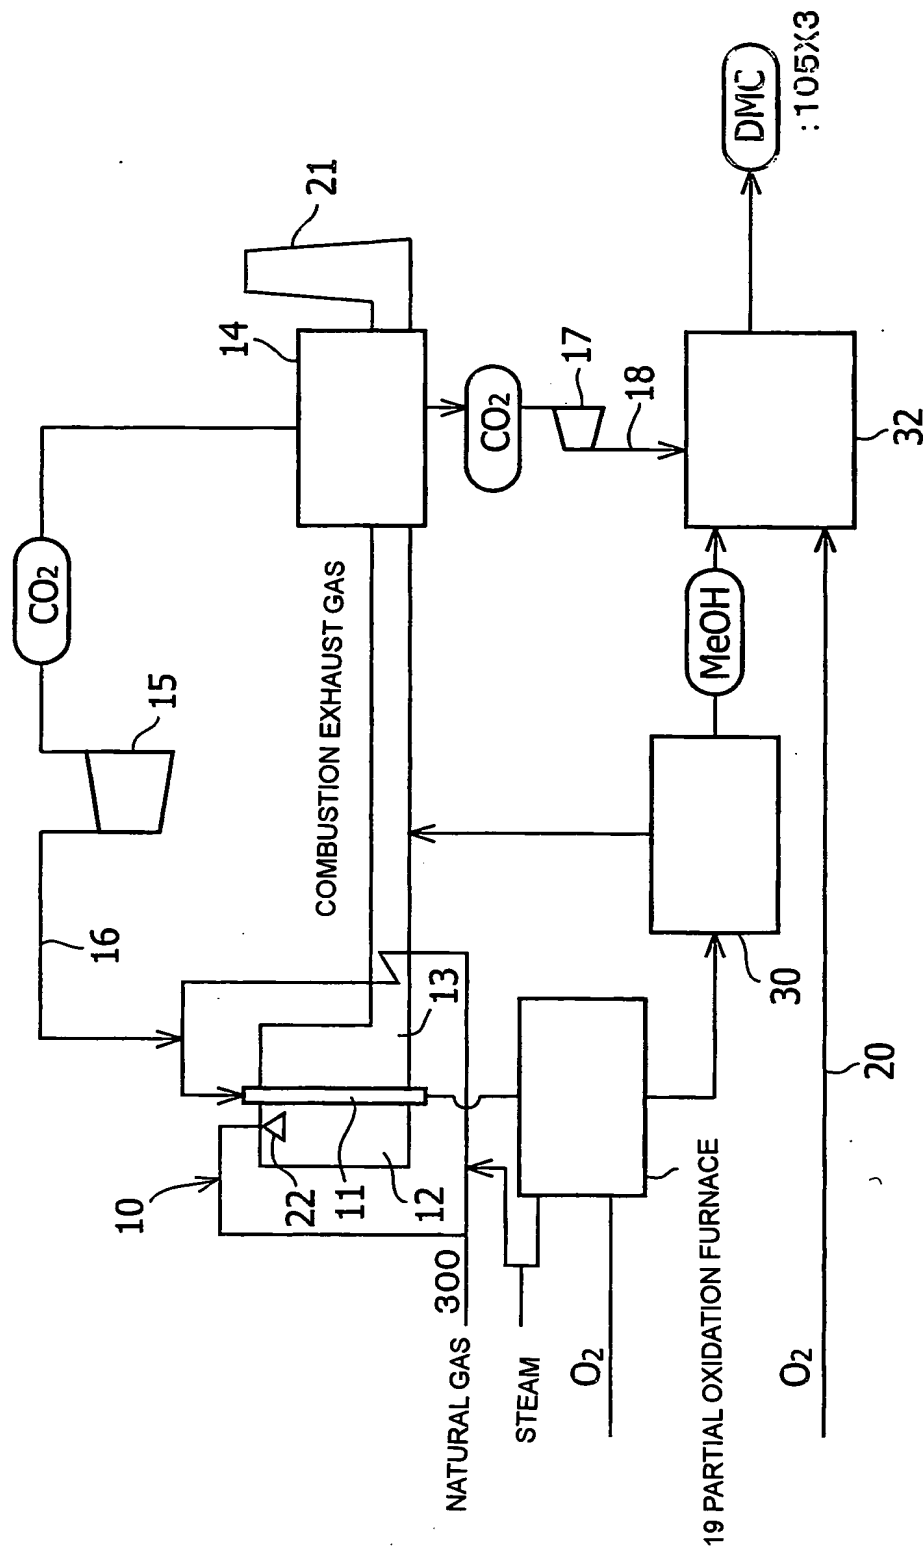 CO2
15
16
21
14
COMBUSTION EXHAUST GAS
10
22
11
12
13
CO2
17
18
NATURAL GAS 300
STEAM
O2
19 PARTIAL OXIDATION FURNACE
30
MeOH
32
DMC
:105X3
O2
20